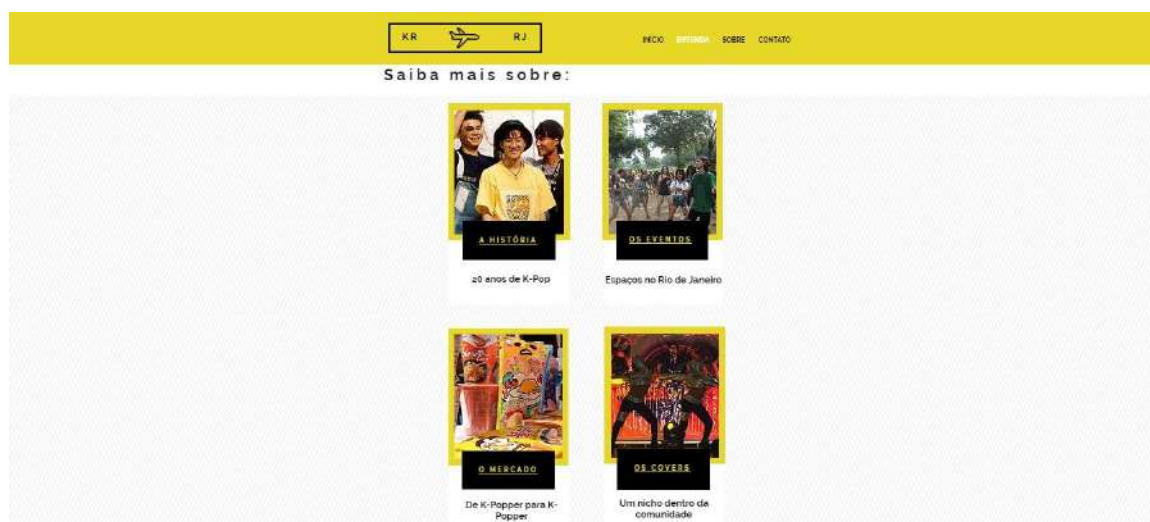 KR RJ
INÍCIO ENTENDA SOBRE CONTATO
Saiba mais sobre:
A HISTÓRIA
OS EVENTOS
20 anos de K-Pop
Espaços no Rio de Janeiro
O MERCADO
OS COVERS
De K-Popper para K-
Popper
Um nicho dentro da
comunidade